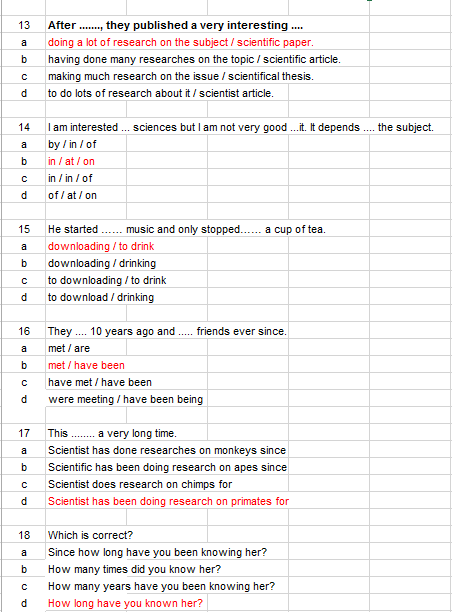 13 After ......., they published a very interesting ....
a doing a lot of research on the subject / scientific paper.
b having done many researches on the topic / scientific article.
c making much research on the issue / scientifical thesis.
d to do lots of research about it / scientist article.
14 I am interested ... sciences but I am not very good ...it. It depends .... the subject.
a by / in / of
b in / at / on
c in / in / of
d of / at / on
15 He started …… music and only stopped…… a cup of tea.
a downloading / to drink
b downloading / drinking
c to downloading / to drink
d to download / drinking
16 They .... 10 years ago and ..... friends ever since.
a met / are
b met / have been
c have met / have been
d were meeting / have been being
17 This ........ a very long time.
a Scientist has done researches on monkeys since
b Scientific has been doing research on apes since
c Scientist does research on chimps for
d Scientist has been doing research on primates for
18 Which is correct?
a Since how long have you been knowing her?
b How many times did you know her?
c How many years have you been knowing her?
d How long have you known her?